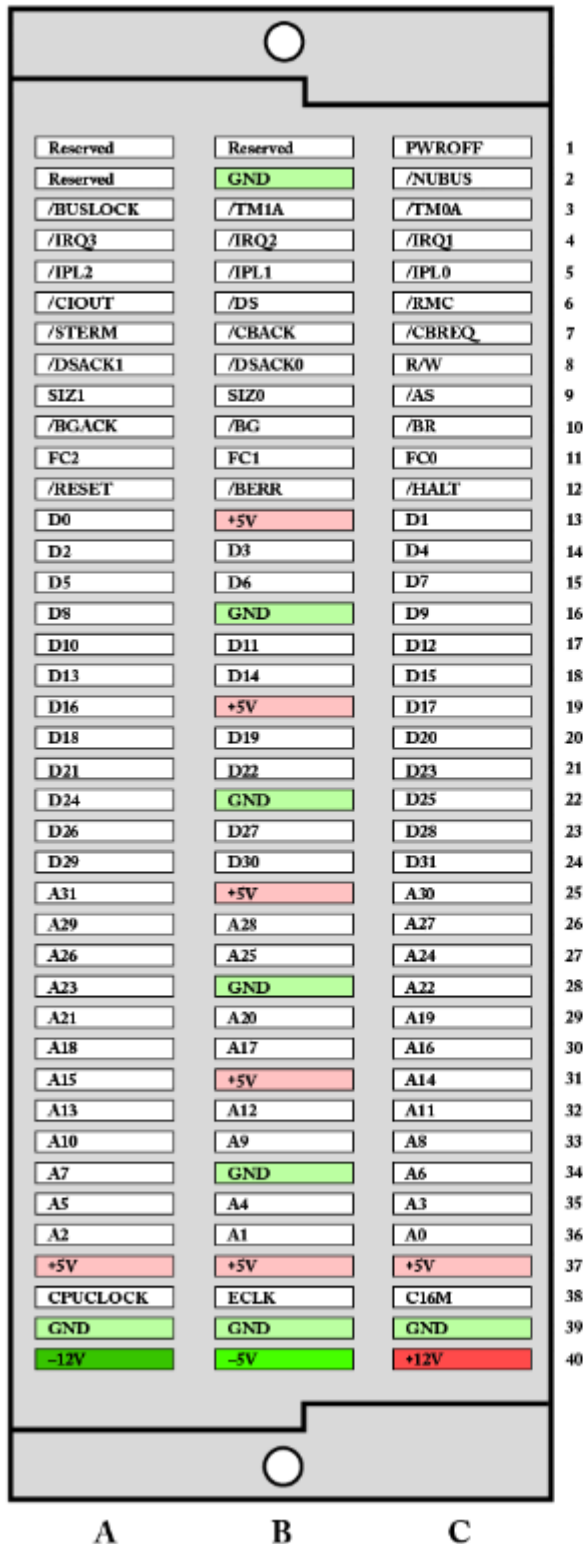 Reserved Reserved PWROFF 1
Reserved GND /NUBUS 2
/BUSLOCK /TM1A /TM0A 3
/IRQ3 /IRQ2 /IRQ1 4
/IPL2 /IPL1 /IPL0 5
/CIOUT /DS /RMC 6
/STERM /CBACK /CBREQ 7
/DSACK1 /DSACK0 R/W 8
SIZ1 SIZ0 /AS 9
/BGACK /BG /BR 10
FC2 FC1 FC0 11
/RESET /BERR /HALT 12
D0 +5V D1 13
D2 D3 D4 14
D5 D6 D7 15
D8 GND D9 16
D10 D11 D12 17
D13 D14 D15 18
D16 +5V D17 19
D18 D19 D20 20
D21 D22 D23 21
D24 GND D25 22
D26 D27 D28 23
D29 D30 D31 24
A31 +5V A30 25
A29 A28 A27 26
A26 A25 A24 27
A23 GND A22 28
A21 A20 A19 29
A18 A17 A16 30
A15 +5V A14 31
A13 A12 A11 32
A10 A9 A8 33
A7 GND A6 34
A5 A4 A3 35
A2 A1 A0 36
+5V +5V +5V 37
CPUCLOCK ECLK C16M 38
GND GND GND 39
–12V –5V +12V 40
A B C